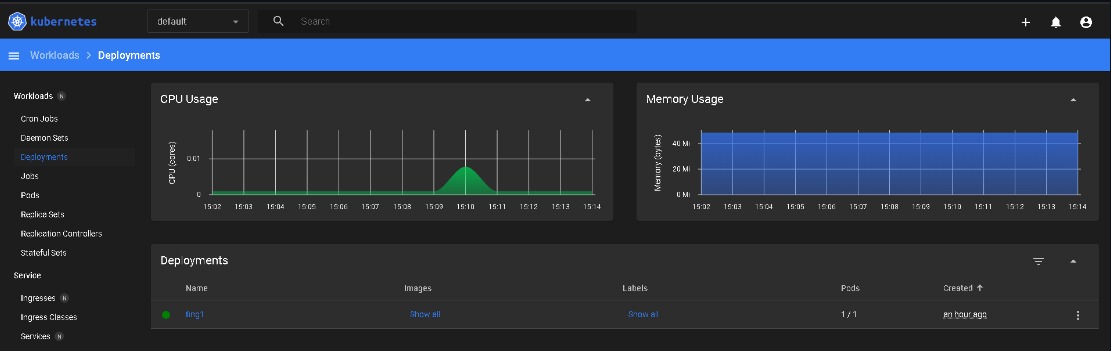 kubernetes
default
Search
Workloads > Deployments
Workloads N
Cron Jobs
Daemon Sets
Deployments
Jobs
Pods
Replica Sets
Replication Controllers
Stateful Sets
Service
Ingresses N
Ingress Classes
Services N
CPU Usage
CPU (cores)
0.01
0
15:02 15:03 15:04 15:05 15:06 15:07 15:08 15:09 15:10 15:11 15:12 15:13 15:14
Memory Usage
Memory (bytes)
40 Mi
20 Mi
0 Mi
15:02 15:03 15:04 15:05 15:06 15:07 15:08 15:09 15:10 15:11 15:12 15:13 15:14
Deployments
Name Images Labels Pods Created
Show all Show all 1 / 1 an hour ago